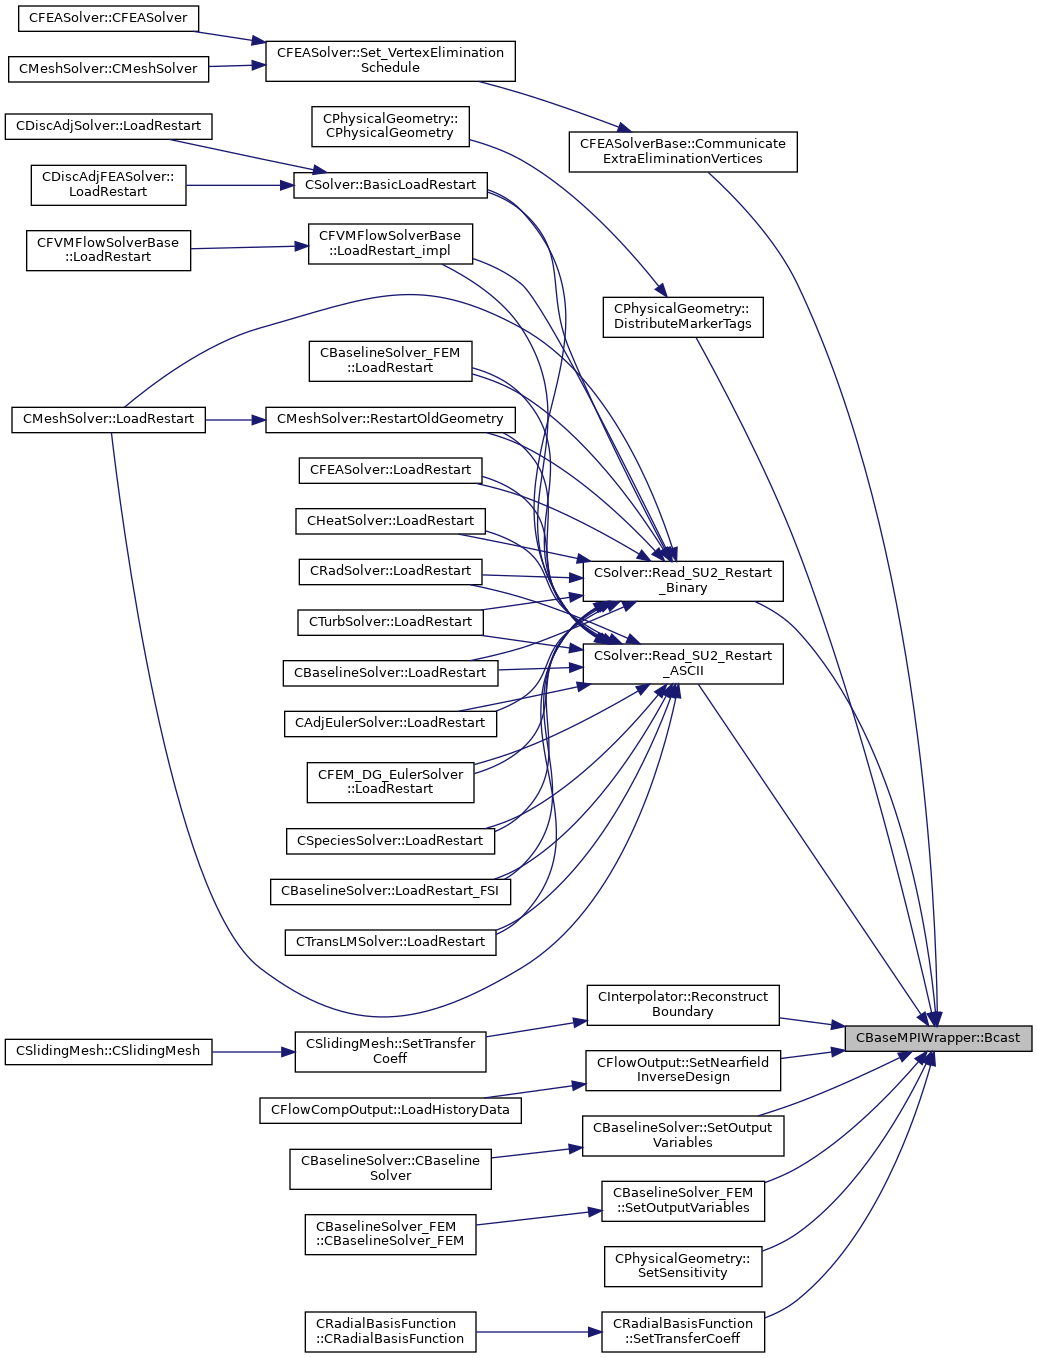 CFEASolver::CFEASolver
CMeshSolver::CMeshSolver
CFEASolver::Set_VertexElimination
Schedule
CDiscAdjSolver::LoadRestart
CPhysicalGeometry::
CPhysicalGeometry
CFEASolverBase::Communicate
ExtraEliminationVertices
CDiscAdjFEASolver::
LoadRestart
CSolver::BasicLoadRestart
CFVMFlowSolverBase
::LoadRestart
CFVMFlowSolverBase
::LoadRestart_impl
CPhysicalGeometry::
DistributeMarkerTags
CBaselineSolver_FEM
::LoadRestart
CMeshSolver::LoadRestart
CMeshSolver::RestartOldGeometry
CFEASolver::LoadRestart
CHeatSolver::LoadRestart
CRadSolver::LoadRestart
CSolver::Read_SU2_Restart
_Binary
CTurbSolver::LoadRestart
CBaselineSolver::LoadRestart
CSolver::Read_SU2_Restart
_ASCII
CAdjEulerSolver::LoadRestart
CFEM_DG_EulerSolver
::LoadRestart
CSpeciesSolver::LoadRestart
CBaselineSolver::LoadRestart_FSI
CTransLMSolver::LoadRestart
CInterpolator::Reconstruct
Boundary
CBaseMPIWrapper::Bcast
CSlidingMesh::CSlidingMesh
CSlidingMesh::SetTransfer
Coeff
CFlowOutput::SetNearfield
InverseDesign
CFlowCompOutput::LoadHistoryData
CBaselineSolver::SetOutput
Variables
CBaselineSolver::CBaseline
Solver
CBaselineSolver_FEM
::SetOutputVariables
CBaselineSolver_FEM
::CBaselineSolver_FEM
CPhysicalGeometry::
SetSensitivity
CRadialBasisFunction
::CRadialBasisFunction
CRadialBasisFunction
::SetTransferCoeff